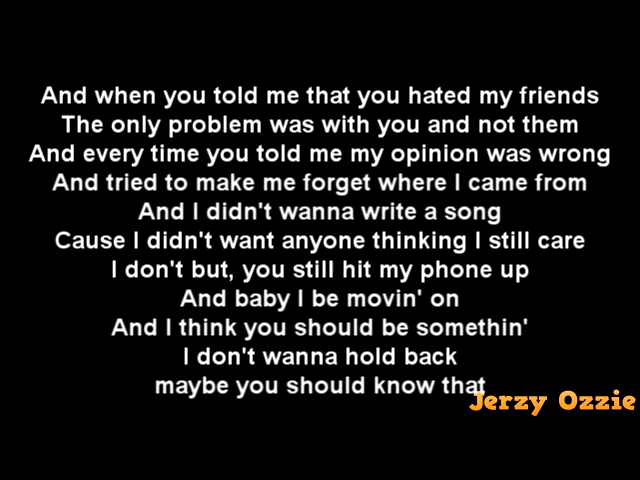 And when you told me that you hated my friends
The only problem was with you and not them
And every time you told me my opinion was wrong
And tried to make me forget where I came from
And I didn't wanna write a song
Cause I didn't want anyone thinking I still care
I don't but, you still hit my phone up
And baby I be movin' on
And I think you should be somethin'
I don't wanna hold back
maybe you should know that
Jerzy Ozzie